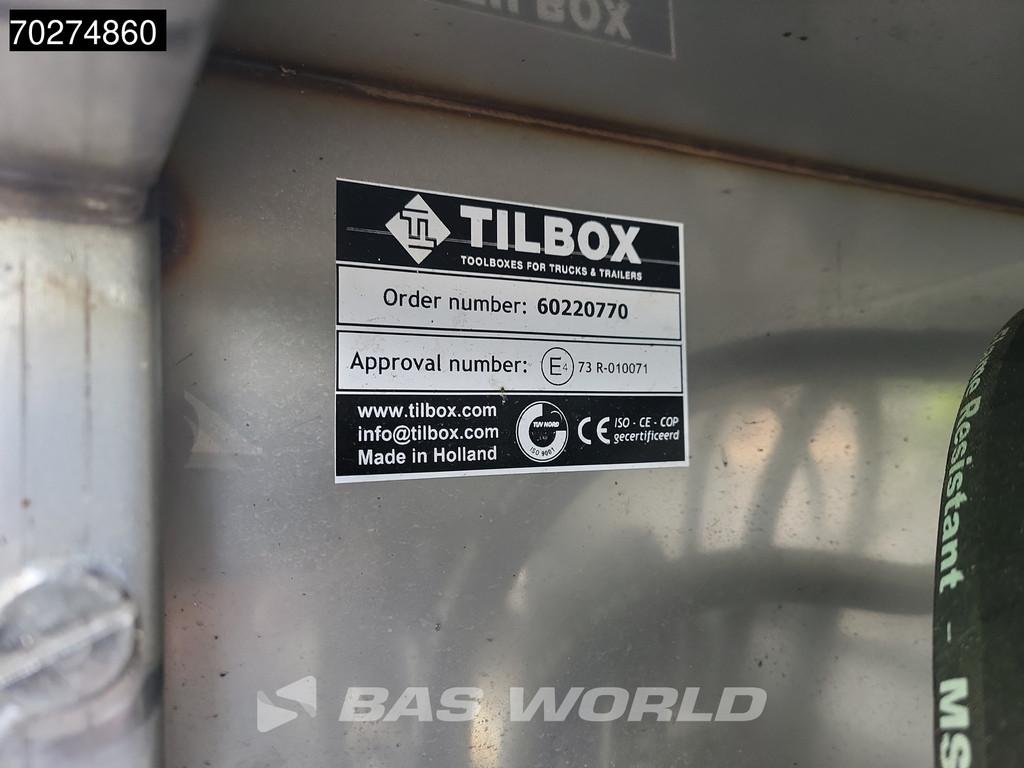 70274860
BOX
TILBOX
TOOLBOXES FOR TRUCKS & TRAILERS
Order number: 60220770
Approval number: E4 73 R-010071
www.tilbox.com
info@tilbox.com
Made in Holland
TÜV NORD
ISO 9001
CE ISO - CE - COP
gecertificeerd
Resistant - MS
BAS WORLD